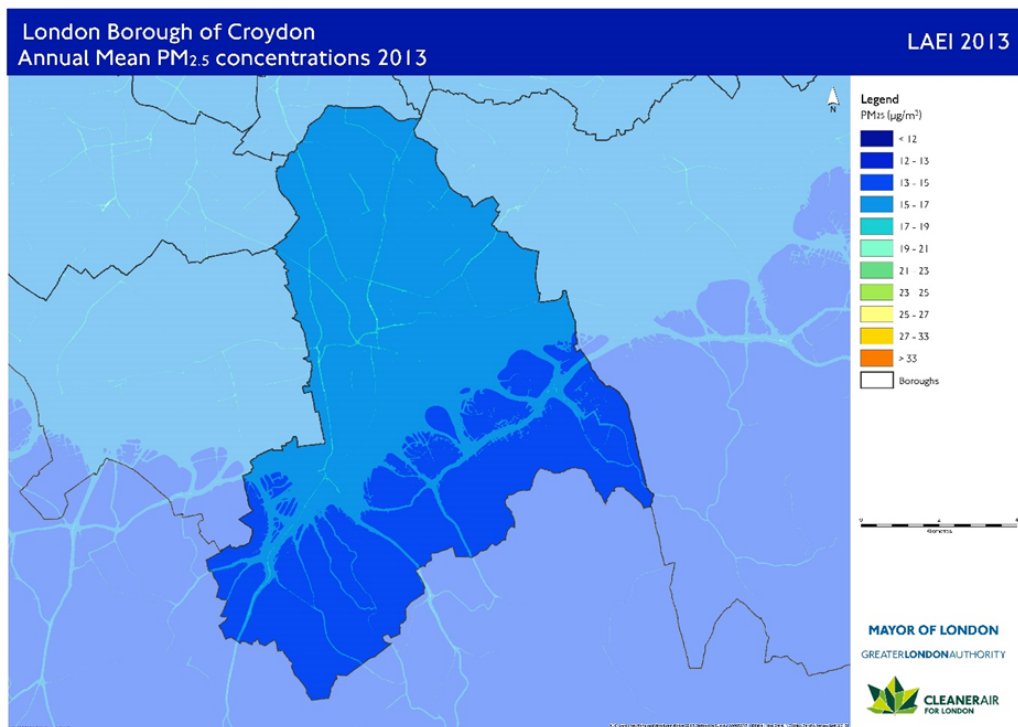 London Borough of Croydon
Annual Mean PM2.5 concentrations 2013
LAEI 2013
N
Legend
PM25 (µg/m³)
< 12
12 - 13
13 - 15
15 - 17
17 - 19
19 - 21
21 - 23
23 - 25
25 - 27
27 - 33
> 33
Boroughs
MAYOR OF LONDON
GREATERLONDONAUTHORITY
CLEANERAIR
FOR LONDON